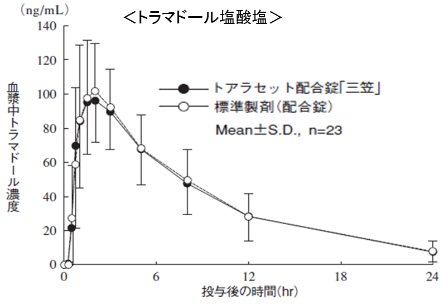 <トラマドール塩酸塩>
(ng/mL)
140
120
100
80
60
40
20
0
血漿中トラマドール濃度
トアラセット配合錠「三笠」
標準製剤(配合錠)
Mean±S.D., n=23
0 6 12 18 24
投与後の時間(hr)